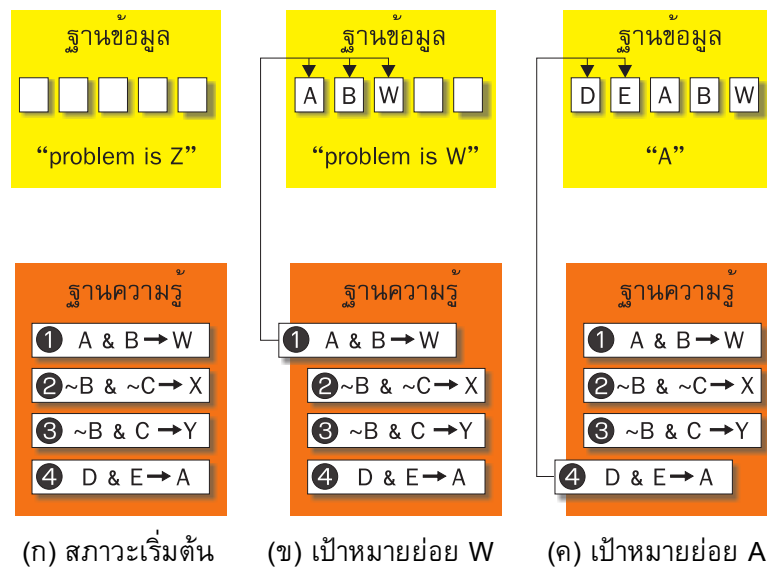 ฐานข้อมูล
"problem is Z"
ฐานความรู้
1 A & B → W
2 ~B & ~C → X
3 ~B & C → Y
4 D & E → A
(ก) สภาวะเริ่มต้น
ฐานข้อมูล
A B W
"problem is W"
ฐานความรู้
1 A & B → W
2 ~B & ~C → X
3 ~B & C → Y
4 D & E → A
(ข) เป้าหมายย่อย W
ฐานข้อมูล
D E A B W
"A"
ฐานความรู้
1 A & B → W
2 ~B & ~C → X
3 ~B & C → Y
4 D & E → A
(ค) เป้าหมายย่อย A